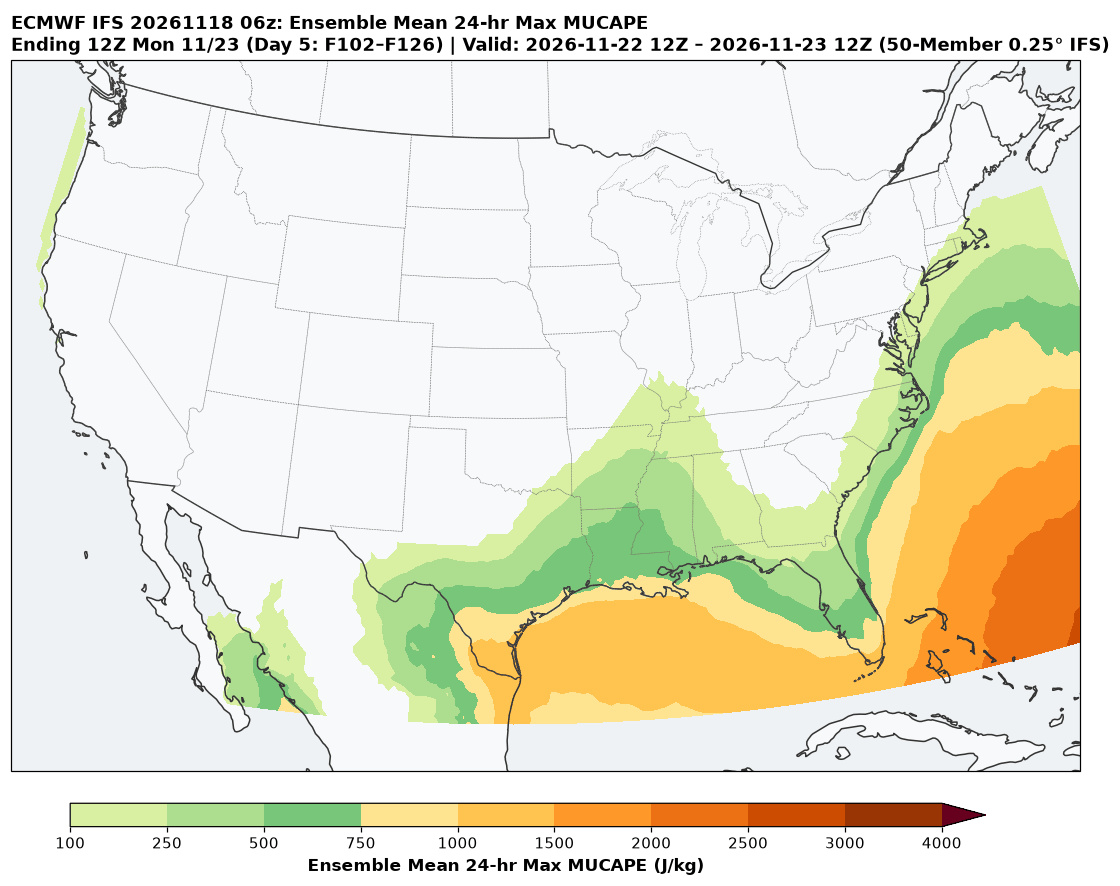 ECMWF IFS 20261118 06z: Ensemble Mean 24-hr Max MUCAPE
Ending 12Z Mon 11/23 (Day 5: F102–F126) | Valid: 2026-11-22 12Z – 2026-11-23 12Z (50-Member 0.25° IFS)
100 250 500 750 1000 1500 2000 2500 3000 4000
Ensemble Mean 24-hr Max MUCAPE (J/kg)